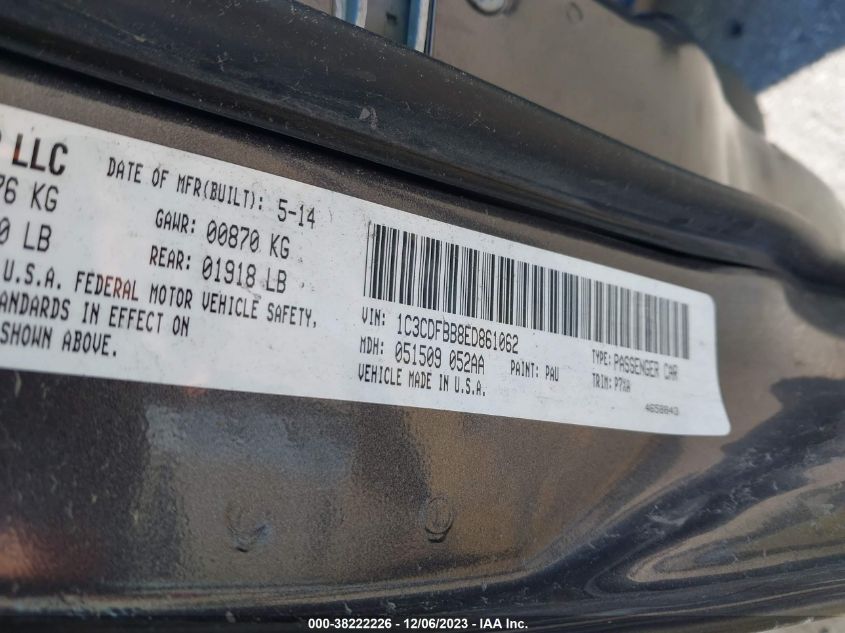 LLC
DATE OF MFR(BUILT): 5-14
76 KG
GAWR: 00870 KG
0 LB
REAR: 01918 LB
U.S.A. FEDERAL MOTOR VEHICLE SAFETY,
ANDARDS IN EFFECT ON
SHOWN ABOVE.
VIN: 1C3CDFBB8ED861062
MDH: 051509 052AA PAINT: PAU
VEHICLE MADE IN U.S.A.
TYPE: PASSENGER CAR
TRIM: P7XA
4658043
000-38222226 - 12/06/2023 - IAA Inc.